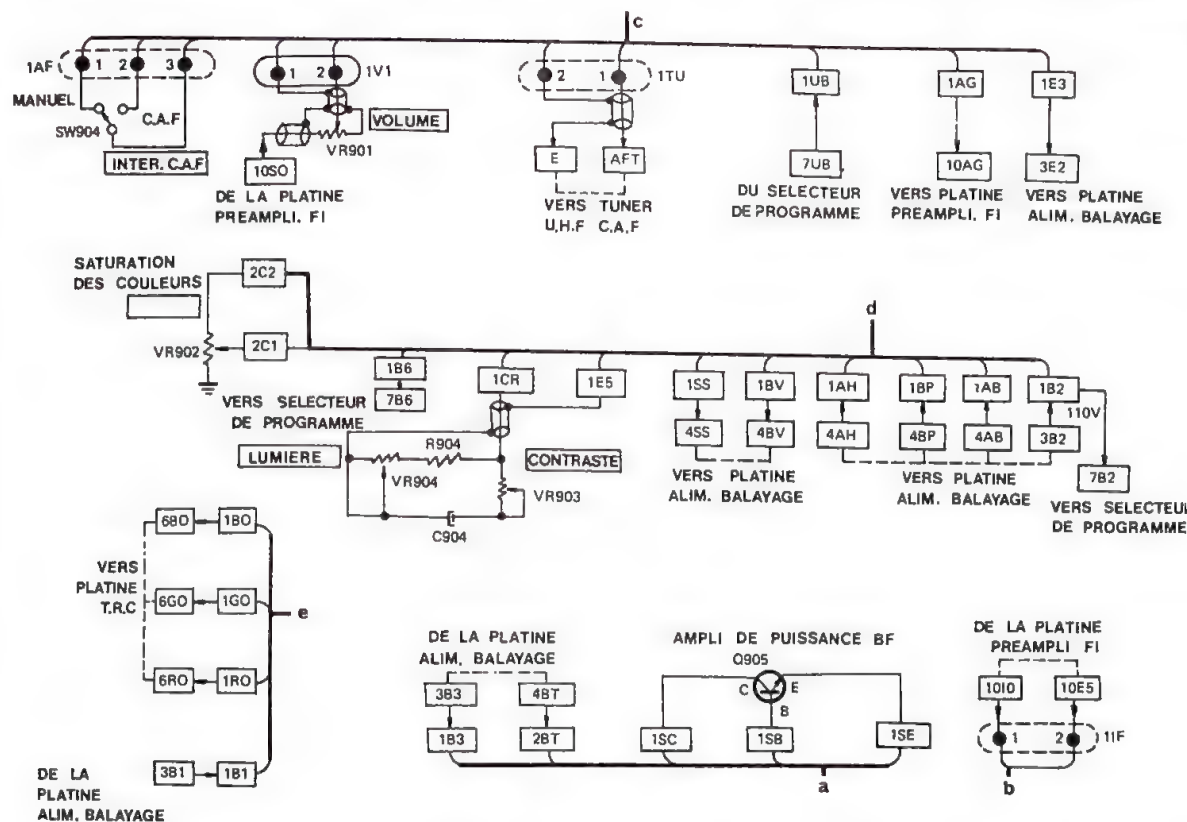 c
1AF 1 2 3
MANUEL
C.A.F
SW904
INTER. C.A.F
1 2 1V1
VOLUME
VR901
10SO
DE LA PLATINE
PREAMPLI. FI
2 1 1TU
E AFT
VERS TUNER
U.H.F C.A.F
1UB
7UB
DU SELECTEUR
DE PROGRAMME
1AG
10AG
VERS PLATINE
PREAMPLI. FI
1E3
3E2
VERS PLATINE
ALIM. BALAYAGE
SATURATION
DES COULEURS
2C2
VR902
2C1
d
1B6
7B6
VERS SELECTEUR
DE PROGRAMME
1CR
1E5
LUMIERE
R904
CONTRASTE
VR904
VR903
C904
1SS 1BV
4SS 4BV
VERS PLATINE
ALIM. BALAYAGE
1AH 1BP 1AB 1B2
110V
4AH 4BP 4AB 3B2
VERS PLATINE
ALIM. BALAYAGE
7B2
VERS SELECTEUR
DE PROGRAMME
6BO 1BO
VERS
PLATINE
T.R.C
6GO 1GO
e
6RO 1RO
3B1 1B1
DE LA
PLATINE
ALIM. BALAYAGE
DE LA PLATINE
ALIM. BALAYAGE
3B3 4BT
1B3 2BT
AMPLI DE PUISSANCE BF
Q905
C E
B
1SC 1SB 1SE
a
DE LA PLATINE
PREAMPLI FI
10IO 10E5
1 2 1IF
b